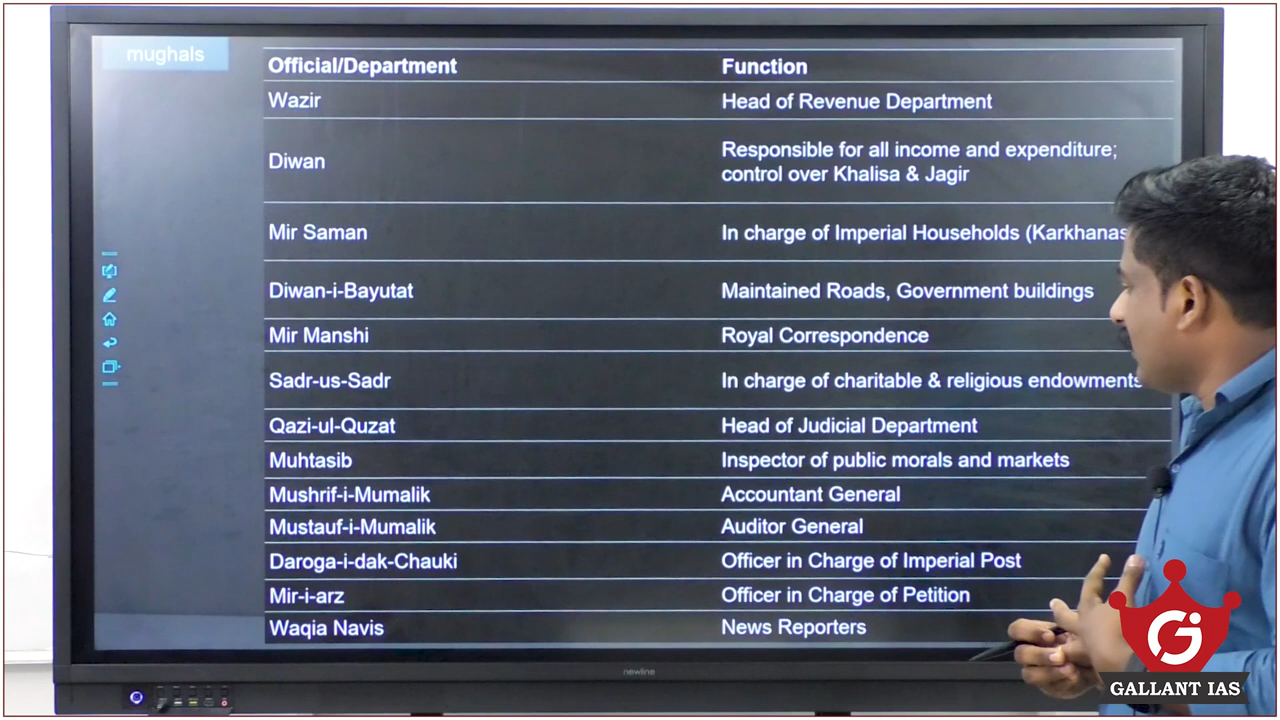 mughals
Official/Department Function
Wazir Head of Revenue Department
Diwan Responsible for all income and expenditure;
control over Khalisa & Jagir
Mir Saman In charge of Imperial Households (Karkhanas
Diwan-i-Bayutat Maintained Roads, Government buildings
Mir Manshi Royal Correspondence
Sadr-us-Sadr In charge of charitable & religious endowments
Qazi-ul-Quzat Head of Judicial Department
Muhtasib Inspector of public morals and markets
Mushrif-i-Mumalik Accountant General
Mustauf-i-Mumalik Auditor General
Daroga-i-dak-Chauki Officer in Charge of Imperial Post
Mir-i-arz Officer in Charge of Petition
Waqia Navis News Reporters
newline
G
GALLANT IAS